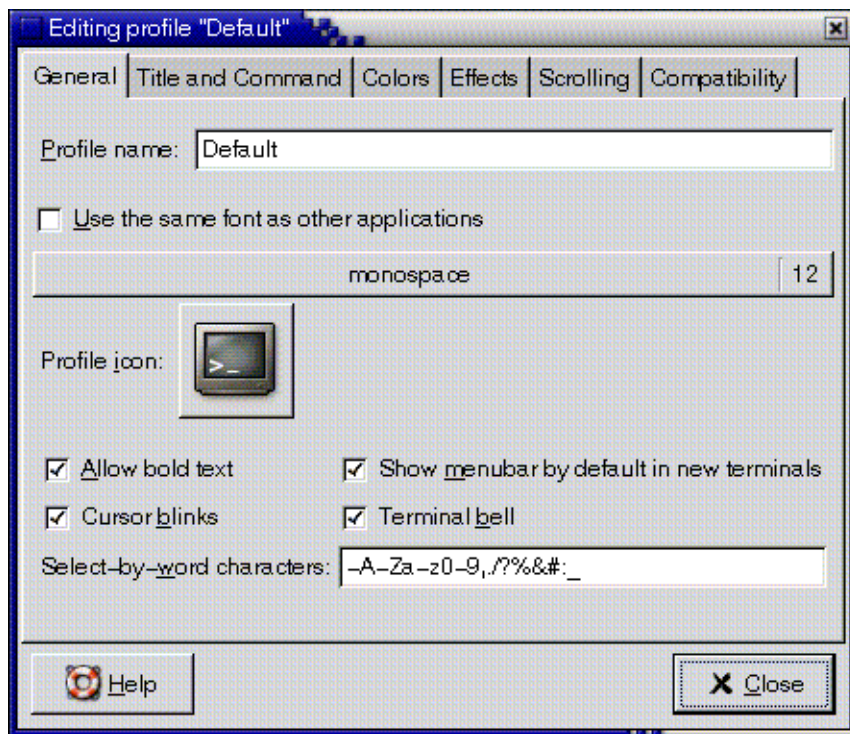 Editing profile "Default"
General Title and Command Colors Effects Scrolling Compatibility
Profile name: Default
Use the same font as other applications
monospace 12
Profile icon: >_
Allow bold text Show menubar by default in new terminals
Cursor blinks Terminal bell
Select-by-word characters: -A-Za-z0-9,./?%&#:_
Help Close